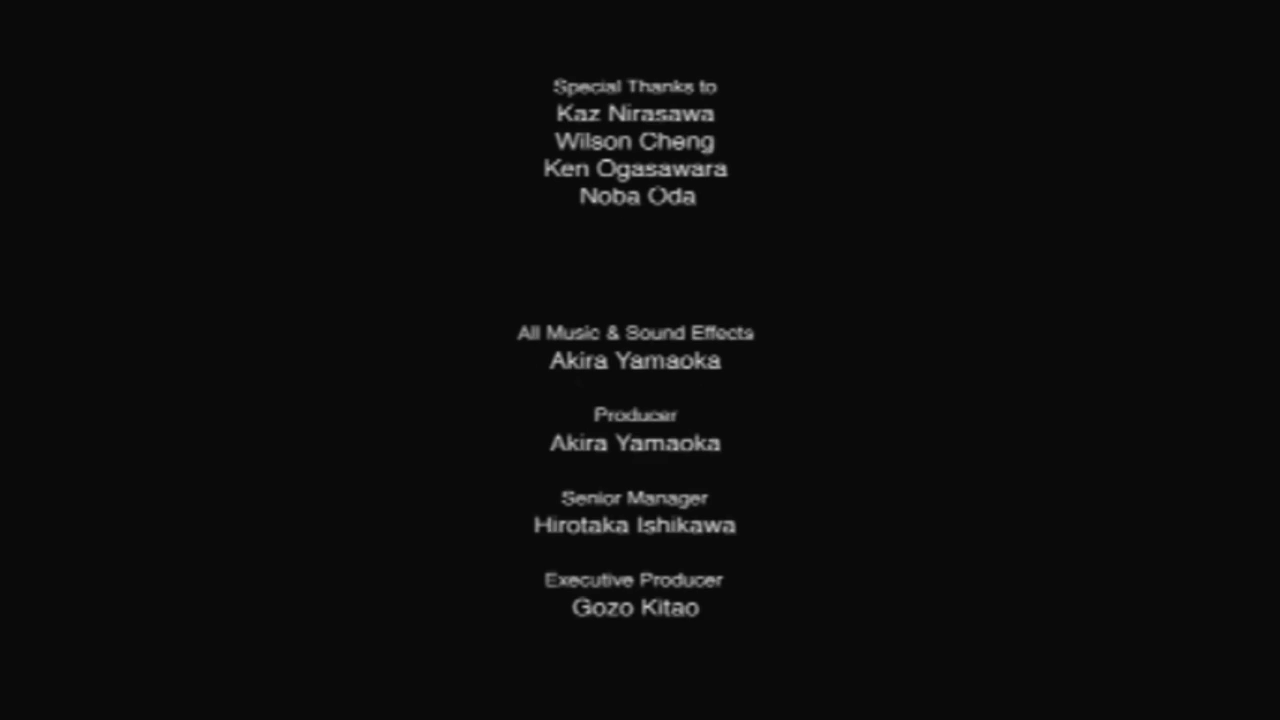 Special Thanks to
Kaz Nirasawa
Wilson Cheng
Ken Ogasawara
Noba Oda
All Music & Sound Effects
Akira Yamaoka
Producer
Akira Yamaoka
Senior Manager
Hirotaka Ishikawa
Executive Producer
Gozo Kitao